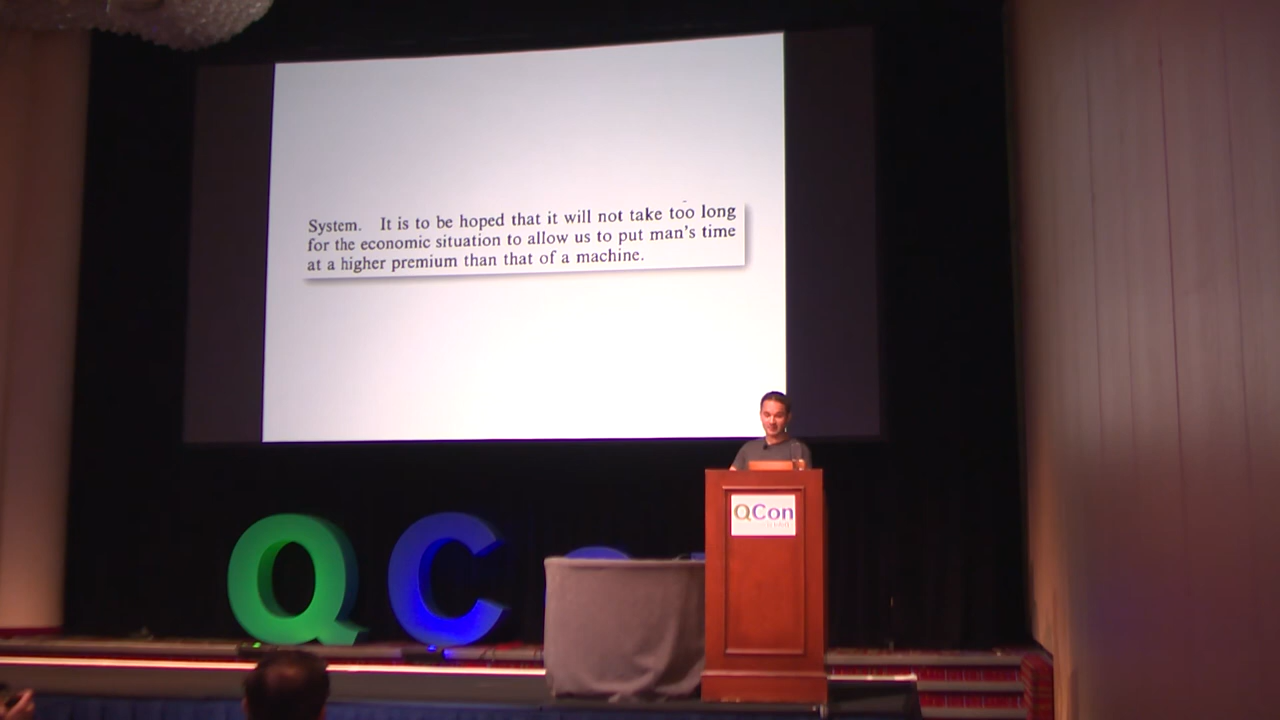 System. It is to be hoped that it will not take too long
for the economic situation to allow us to put man's time
at a higher premium than that of a machine.
QCon
Q C